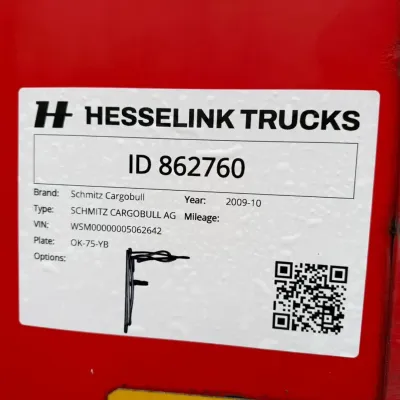 HESSELINK TRUCKS
ID 862760
Brand: Schmitz Cargobull Year: 2009-10
Type: SCHMITZ CARGOBULL AG Mileage:
VIN: WSM00000005062642
Plate: OK-75-YB
Options:
F